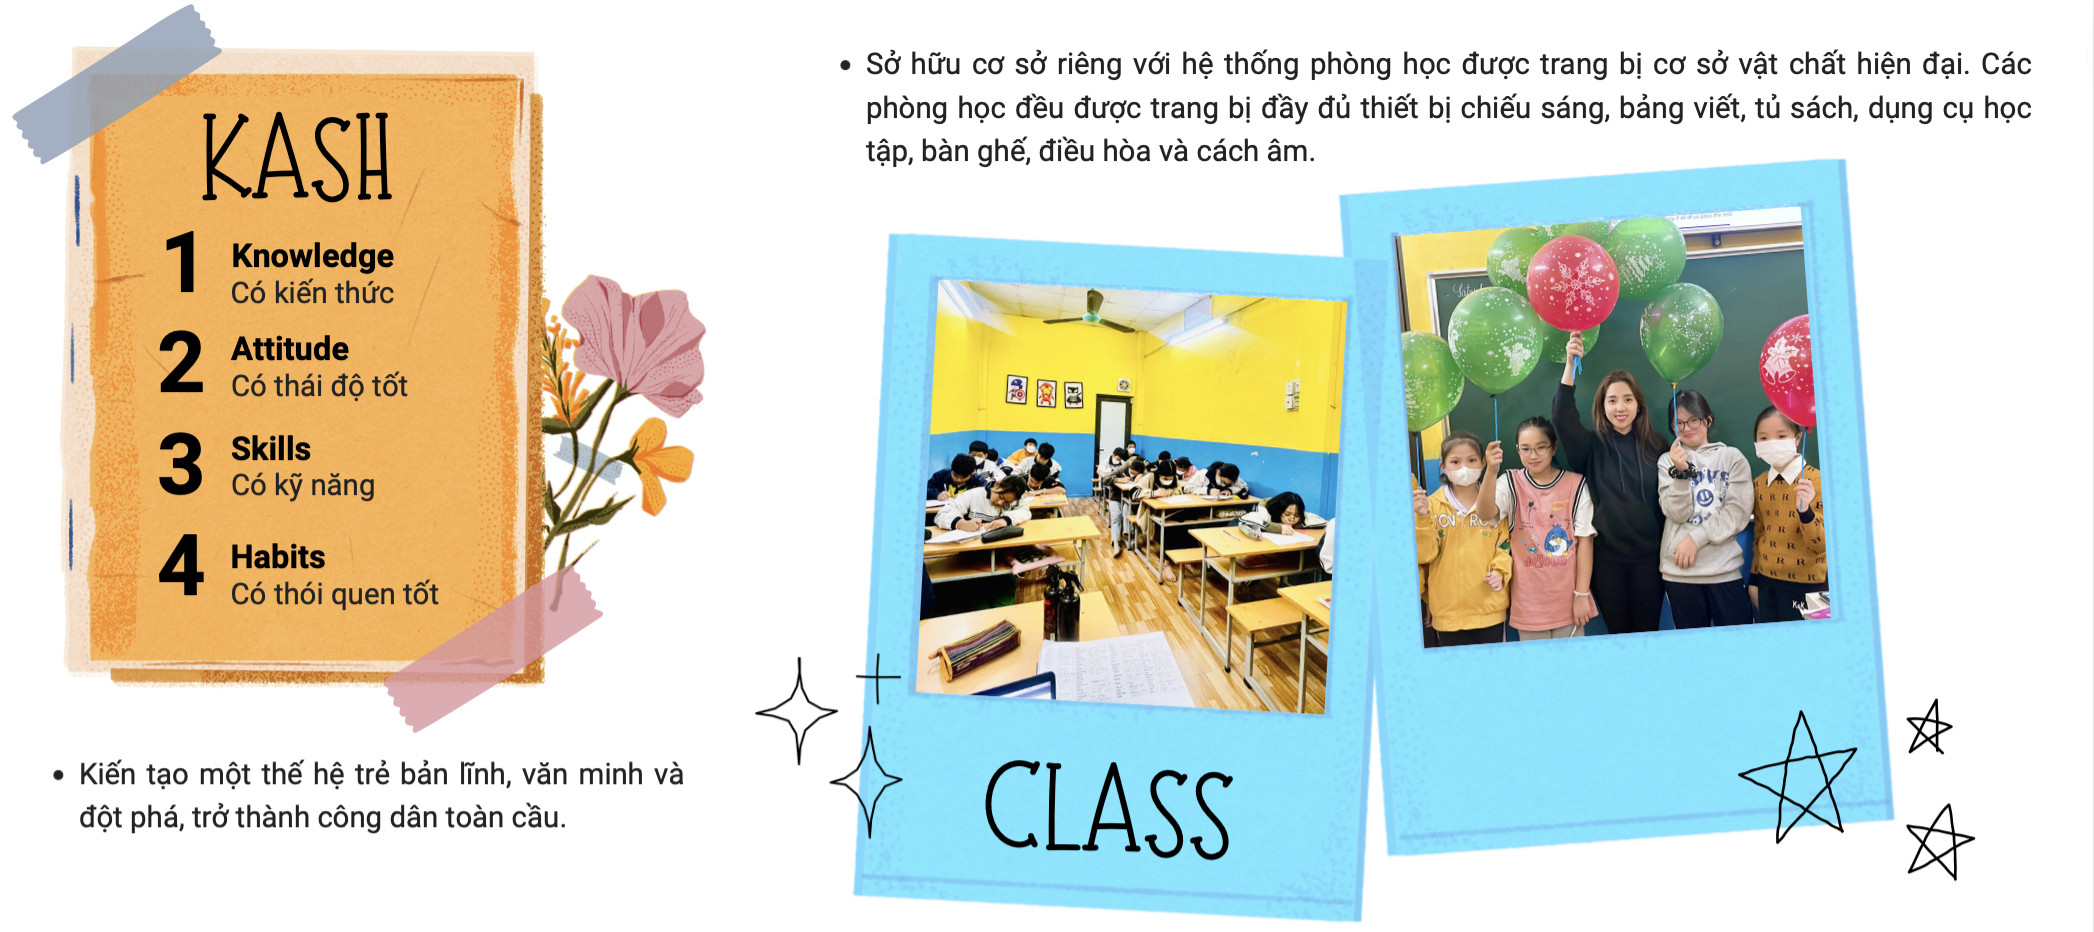 KASH
1 Knowledge
Có kiến thức
2 Attitude
Có thái độ tốt
3 Skills
Có kỹ năng
4 Habits
Có thói quen tốt
• Kiến tạo một thế hệ trẻ bản lĩnh, văn minh và
đột phá, trở thành công dân toàn cầu.
• Sở hữu cơ sở riêng với hệ thống phòng học được trang bị cơ sở vật chất hiện đại. Các
phòng học đều được trang bị đầy đủ thiết bị chiếu sáng, bảng viết, tủ sách, dụng cụ học
tập, bàn ghế, điều hòa và cách âm.
CLASS